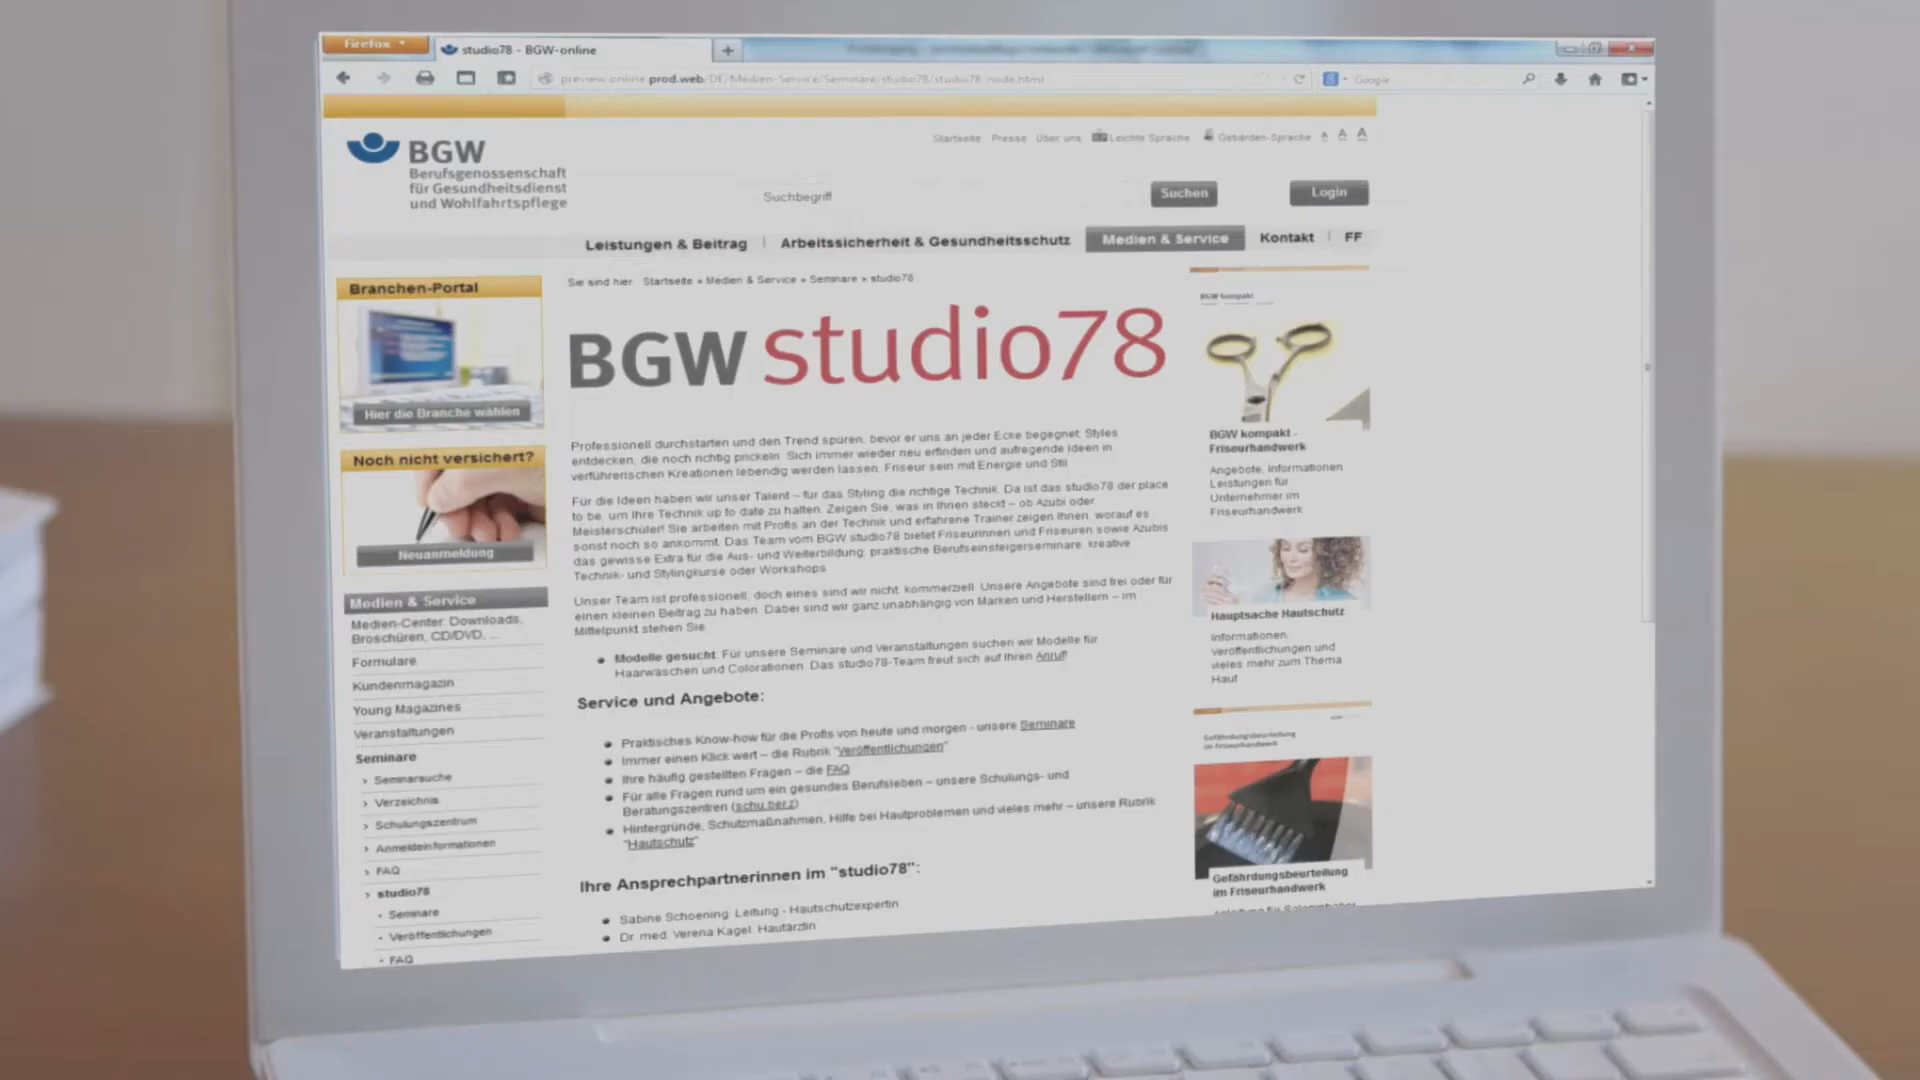 Firefox
studio78 - BGW-online
preview.online.prod.web/DE/Medien-Service/Seminare/studio78/studio78-node.html
Google
BGW
Berufsgenossenschaft
für Gesundheitsdienst
und Wohlfahrtspflege
Startseite Presse Über uns Leichte Sprache Gebärden-Sprache A A A
Suchbegriff
Suchen
Login
Leistungen & Beitrag | Arbeitssicherheit & Gesundheitsschutz Medien & Service Kontakt | FF
Branchen-Portal
Hier die Branche wählen
Noch nicht versichert?
Neuanmeldung
Medien & Service
Medien-Center: Downloads,
Broschüren, CD/DVD, ...
Formulare
Kundenmagazin
Young Magazines
Veranstaltungen
Seminare
› Seminarsuche
› Verzeichnis
› Schulungszentrum
› Anmeldeinformationen
› FAQ
› studio78
• Seminare
• Veröffentlichungen
• FAQ
Sie sind hier: Startseite » Medien & Service » Seminare » studio78
BGW studio78
Professionell durchstarten und den Trend spüren, bevor er uns an jeder Ecke begegnet. Styles
entdecken, die noch richtig prickeln. Sich immer wieder neu erfinden und aufregende Ideen in
verführerischen Kreationen lebendig werden lassen. Friseur sein mit Energie und Stil.
Für die Ideen haben wir unser Talent – für das Styling die richtige Technik. Da ist das studio78 der place
to be, um Ihre Technik up to date zu halten. Zeigen Sie, was in Ihnen steckt – ob Azubi oder
Meisterschüler! Sie arbeiten mit Profis an der Technik und erfahrene Trainer zeigen Ihnen, worauf es
sonst noch so ankommt. Das Team vom BGW studio78 bietet Friseurinnen und Friseuren sowie Azubis
das gewisse Extra für die Aus- und Weiterbildung: praktische Berufseinsteigerseminare, kreative
Technik- und Stylingkurse oder Workshops.
Unser Team ist professionell, doch eines sind wir nicht: kommerziell. Unsere Angebote sind frei oder für
einen kleinen Beitrag zu haben. Dabei sind wir ganz unabhängig von Marken und Herstellern – im
Mittelpunkt stehen Sie.
• Modelle gesucht: Für unsere Seminare und Veranstaltungen suchen wir Modelle für
Haarwäschen und Colorationen. Das studio78-Team freut sich auf Ihren Anruf!
Service und Angebote:
• Praktisches Know-how für die Profis von heute und morgen - unsere Seminare
• Immer einen Klick wert – die Rubrik "Veröffentlichungen"
• Ihre häufig gestellten Fragen – die FAQ
• Für alle Fragen rund um ein gesundes Berufsleben – unsere Schulungs- und
Beratungszentren (schu.ber.z)
• Hintergründe, Schutzmaßnahmen, Hilfe bei Hautproblemen und vieles mehr – unsere Rubrik
"Hautschutz"
Ihre Ansprechpartnerinnen im "studio78":
• Sabine Schoening: Leitung - Hautschutzexpertin
• Dr. med. Verena Kagel: Hautärztin
BGW kompakt
BGW kompakt -
Friseurhandwerk
Angebote, Informationen
Leistungen für
Unternehmer im
Friseurhandwerk
Hauptsache Hautschutz
Informationen,
Veröffentlichungen und
vieles mehr zum Thema
Haut
Gefährdungsbeurteilung
im Friseurhandwerk
Gefährdungsbeurteilung
im Friseurhandwerk
Anleitung für Saloninhaber